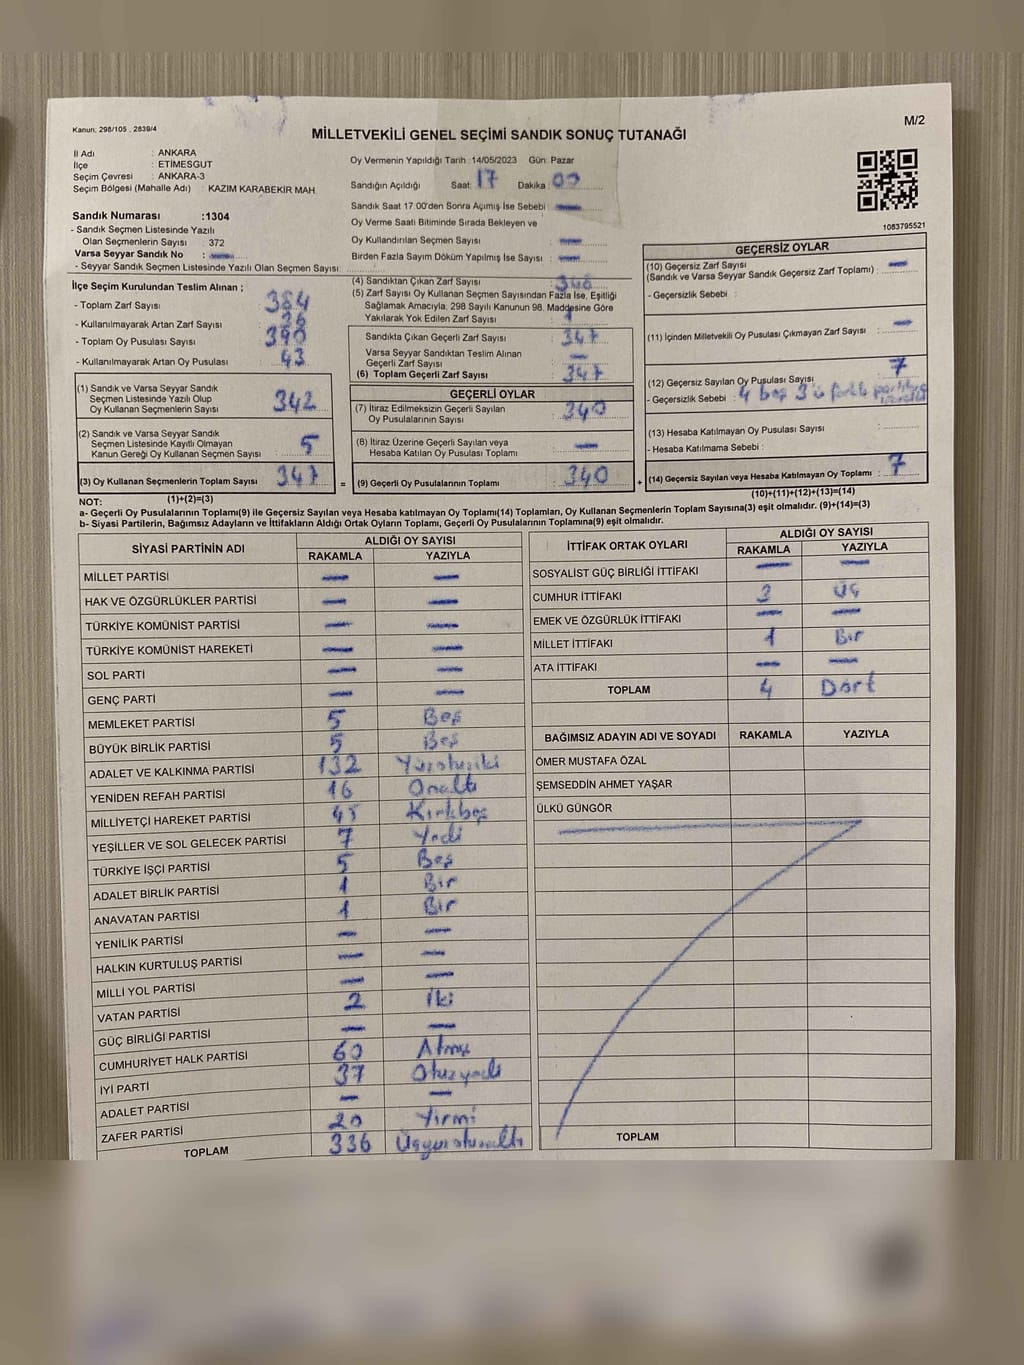 Kanun: 298/105 , 2839/4
M/2
MİLLETVEKİLİ GENEL SEÇİMİ SANDIK SONUÇ TUTANAĞI
İl Adı : ANKARA
İlçe : ETİMESGUT
Seçim Çevresi : ANKARA-3
Seçim Bölgesi (Mahalle Adı) : KAZIM KARABEKİR MAH.
Sandık Numarası :1304
- Sandık Seçmen Listesinde Yazılı
Olan Seçmenlerin Sayısı : 372
Varsa Seyyar Sandık No : —
- Seyyar Sandık Seçmen Listesinde Yazılı Olan Seçmen Sayısı:
Oy Vermenin Yapıldığı Tarih :14/05/2023 Gün: Pazar
Sandığın Açıldığı Saat: 17 Dakika: 00
Sandık Saat 17:00'den Sonra Açımış İse Sebebi : —
Oy Verme Saati Bitiminde Sırada Bekleyen ve
Oy Kullandırılan Seçmen Sayısı : —
Birden Fazla Sayım Döküm Yapılmış İse Sayısı : —
1083795521
İlçe Seçim Kurulundan Teslim Alınan ;
- Toplam Zarf Sayısı : 384
- Kullanılmayarak Artan Zarf Sayısı : 36
- Toplam Oy Pusulası Sayısı : 390
- Kullanılmayarak Artan Oy Pusulası : 43
(1) Sandık ve Varsa Seyyar Sandık
Seçmen Listesinde Yazılı Olup
Oy Kullanan Seçmenlerin Sayısı : 342
(2) Sandık ve Varsa Seyyar Sandık
Seçmen Listesinde Kayıtlı Olmayan
Kanun Gereği Oy Kullanan Seçmen Sayısı : 5
(3) Oy Kullanan Seçmenlerin Toplam Sayısı : 347 =
(1)+(2)=(3)
(4) Sandıktan Çıkan Zarf Sayısı : 348
(5) Zarf Sayısı Oy Kullanan Seçmen Sayısından Fazla İse, Eşitliği
Sağlamak Amacıyla; 298 Sayılı Kanunun 98. Maddesine Göre
Yakılarak Yok Edilen Zarf Sayısı : 1
Sandıkta Çıkan Geçerli Zarf Sayısı : 347
Varsa Seyyar Sandıktan Teslim Alınan
Geçerli Zarf Sayısı : —
(6) Toplam Geçerli Zarf Sayısı : 347
GEÇERLİ OYLAR
(7) İtiraz Edilmeksizin Geçerli Sayılan
Oy Pusulalarının Sayısı : 340
(8) İtiraz Üzerine Geçerli Sayılan veya
Hesaba Katılan Oy Pusulası Toplamı : —
(9) Geçerli Oy Pusulalarının Toplamı : 340 +
GEÇERSİZ OYLAR
(10) Geçersiz Zarf Sayısı : —
(Sandık ve Varsa Seyyar Sandık Geçersiz Zarf Toplamı)
- Geçersizlik Sebebi :
(11) İçinden Milletvekili Oy Pusulası Çıkmayan Zarf Sayısı : —
(12) Geçersiz Sayılan Oy Pusulası Sayısı : 7
- Geçersizlik Sebebi : 4 boş 3'ü farklı
(13) Hesaba Katılmayan Oy Pusulası Sayısı :
- Hesaba Katılmama Sebebi :
(14) Geçersiz Sayılan veya Hesaba Katılmayan Oy Toplamı : 7
(10)+(11)+(12)+(13)=(14)
NOT:
a- Geçerli Oy Pusulalarının Toplamı(9) ile Geçersiz Sayılan veya Hesaba katılmayan Oy Toplamı(14) Toplamları, Oy Kullanan Seçmenlerin Toplam Sayısına(3) eşit olmalıdır. (9)+(14)=(3)
b- Siyasi Partilerin, Bağımsız Adayların ve İttifakların Aldığı Ortak Oyların Toplamı, Geçerli Oy Pusulalarının Toplamına(9) eşit olmalıdır.
SİYASİ PARTİNİN ADI ALDIĞI OY SAYISI
RAKAMLA YAZIYLA
MİLLET PARTİSİ — —
HAK VE ÖZGÜRLÜKLER PARTİSİ — —
TÜRKİYE KOMÜNİST PARTİSİ — —
TÜRKİYE KOMÜNİST HAREKETİ — —
SOL PARTİ — —
GENÇ PARTİ — —
MEMLEKET PARTİSİ 5 Beş
BÜYÜK BİRLİK PARTİSİ 5 Beş
ADALET VE KALKINMA PARTİSİ 132 Yüzotuziki
YENİDEN REFAH PARTİSİ 16 Onaltı
MİLLİYETÇİ HAREKET PARTİSİ 45 Kırkbeş
YEŞİLLER VE SOL GELECEK PARTİSİ 7 Yedi
TÜRKİYE İŞÇİ PARTİSİ 5 Beş
ADALET BİRLİK PARTİSİ 1 Bir
ANAVATAN PARTİSİ 1 Bir
YENİLİK PARTİSİ — —
HALKIN KURTULUŞ PARTİSİ — —
MİLLİ YOL PARTİSİ — —
VATAN PARTİSİ 2 İki
GÜÇ BİRLİĞİ PARTİSİ — —
CUMHURİYET HALK PARTİSİ 60 Atmış
İYİ PARTİ 37 Otuzyedi
ADALET PARTİSİ — —
ZAFER PARTİSİ 20 Yirmi
TOPLAM 336 Üçyüzotuzaltı
İTTİFAK ORTAK OYLARI ALDIĞI OY SAYISI
RAKAMLA YAZIYLA
SOSYALİST GÜÇ BİRLİĞİ İTTİFAKI — —
CUMHUR İTTİFAKI 3 Üç
EMEK VE ÖZGÜRLÜK İTTİFAKI — —
MİLLET İTTİFAKI 1 Bir
ATA İTTİFAKI — —
TOPLAM 4 Dört
BAĞIMSIZ ADAYIN ADI VE SOYADI RAKAMLA YAZIYLA
ÖMER MUSTAFA ÖZAL
ŞEMSEDDİN AHMET YAŞAR
ÜLKÜ GÜNGÖR
TOPLAM